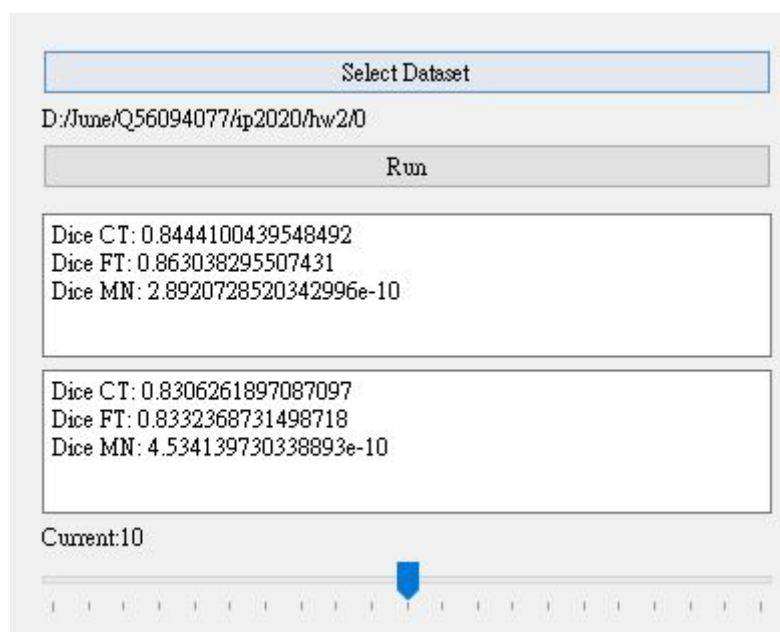 Select Dataset
D:/June/Q56094077/ip2020/hw2/0
Run
Dice CT: 0.8444100439548492
Dice FT: 0.863038295507431
Dice MN: 2.8920728520342996e-10
Dice CT: 0.8306261897087097
Dice FT: 0.8332368731498718
Dice MN: 4.534139730338893e-10
Current:10